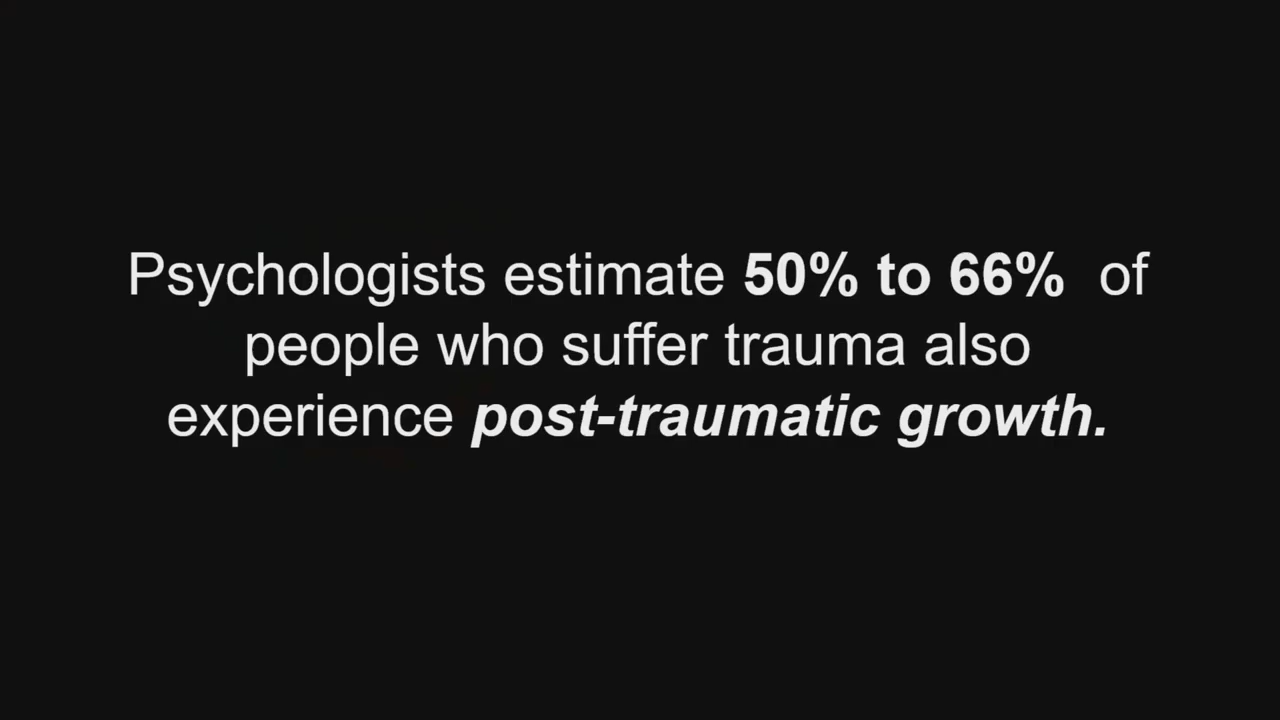 Psychologists estimate 50% to 66%  of
people who suffer trauma also
experience post-traumatic growth.